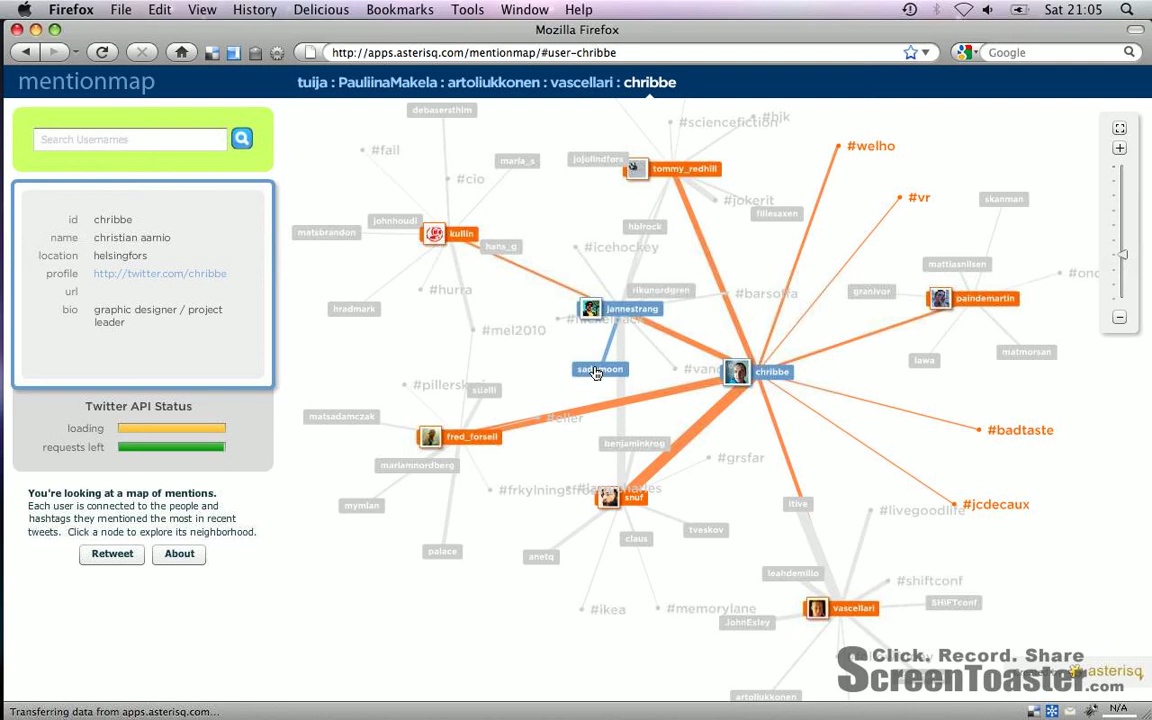 Firefox File Edit View History Delicious Bookmarks Tools Window Help Sat 21:05
Mozilla Firefox
http://apps.asterisq.com/mentionmap/#user-chribbe
Google
mentionmap
tuija : PauliinaMakela : artoliukkonen : vascellari : chribbe
Search Usernames
id chribbe
name christian aarnio
location helsingfors
profile http://twitter.com/chribbe
url
bio graphic designer / project
leader
Twitter API Status
loading
requests left
You're looking at a map of mentions.
Each user is connected to the people and
hashtags they mentioned the most in recent
tweets. Click a node to explore its neighborhood.
Retweet About
debasersthlm
#sciencefiction
#fail
maria_s
jojolindfors
tommy_redhill
#welho
#cio
#jokerit
#vr
skanman
johnhoudi
fillesaxen
matsbrandon
kullin
hblrock
hans_g
#icehockey
mattiasnilsen
#hurra
rikunordgren
#barsoffa
granivor
paindemartin
hradmark
jannestrang
#mel2010
chribbe
lawa
matmorsan
suelli
matsadamczak
#eller
#badtaste
fred_forsell
benjaminkrog
#grsfar
mariamnordberg
snuf
mymlan
itive
#livegoodlife
#jcdecaux
tveskov
claus
palace
anetq
leahdemilio
#shiftconf
SHiFTconf
#ikea
#memorylane
vascellari
JohnExley
artoliukkonen
Click. Record. Share
ScreenToaster.com
asterisq
Transferring data from apps.asterisq.com...
N/A